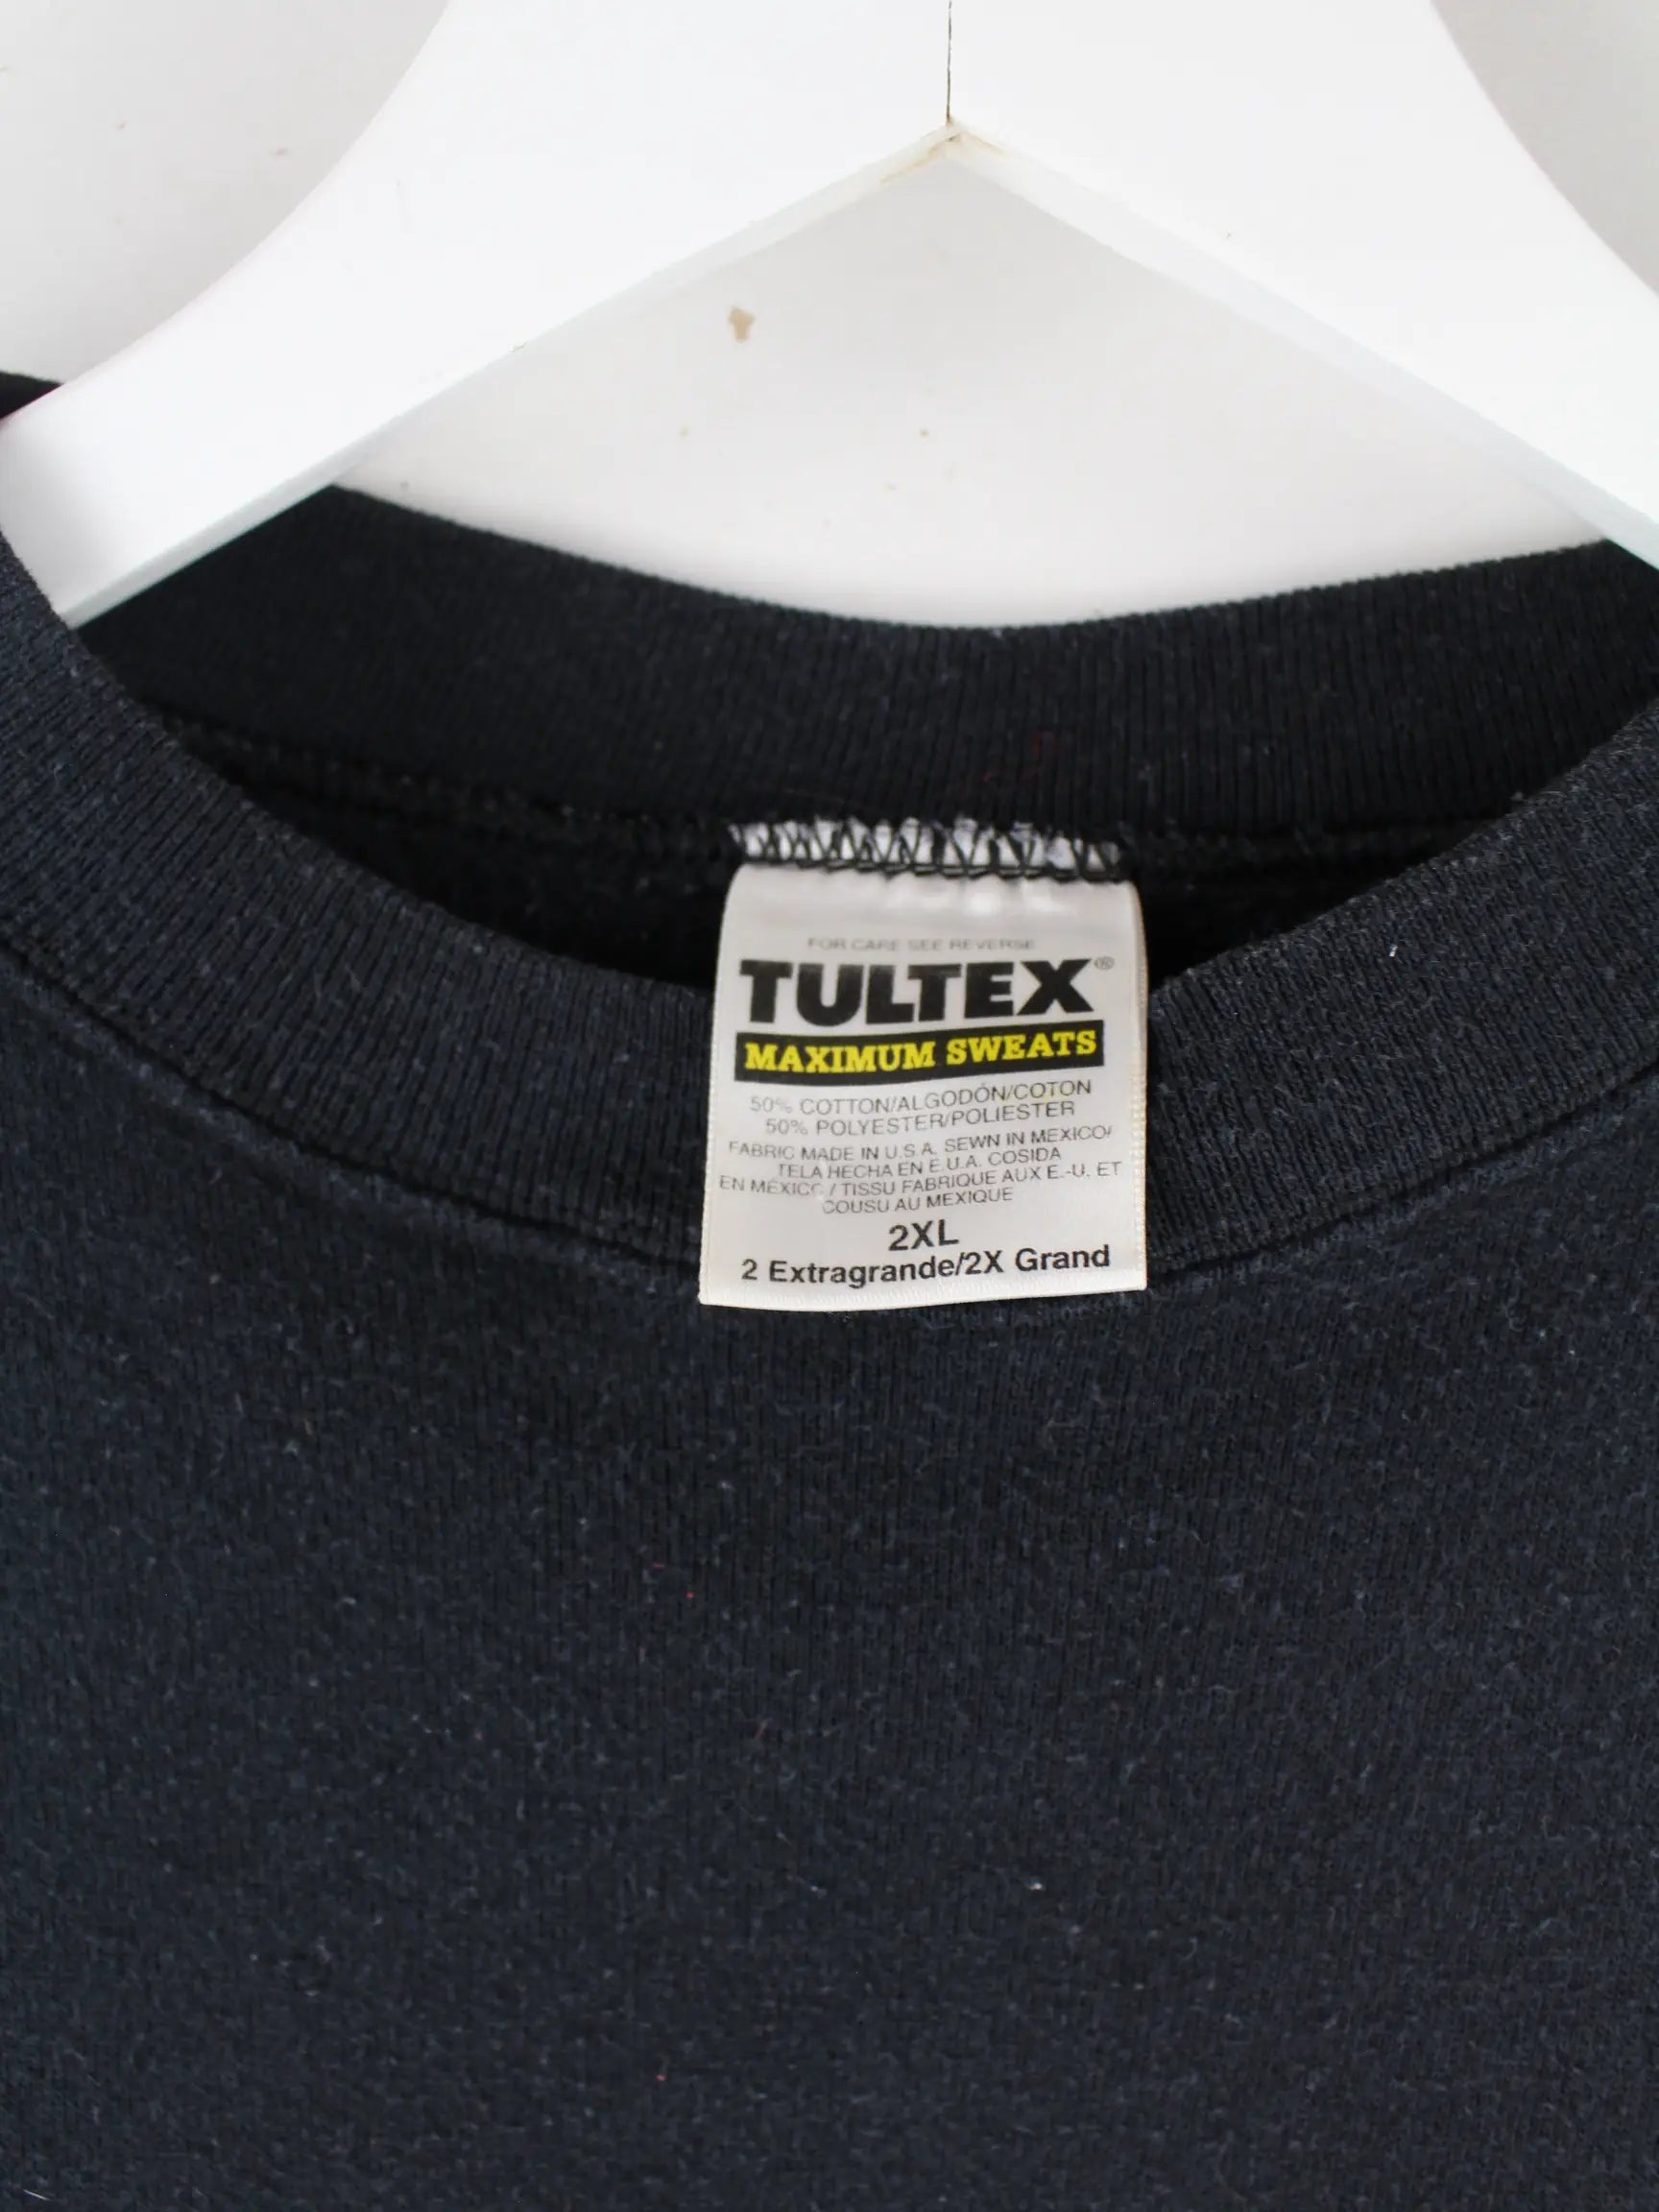 FOR CARE SEE REVERSE
TULTEX®
MAXIMUM SWEATS
50% COTTON/ALGODÓN/COTON
50% POLYESTER/POLIESTER
FABRIC MADE IN U.S.A. SEWN IN MEXICO/
TELA HECHA EN E.U.A. COSIDA
EN MEXICO / TISSU FABRIQUE AUX E.-U. ET
COUSU AU MEXIQUE
2XL
2 Extragrande/2X Grand